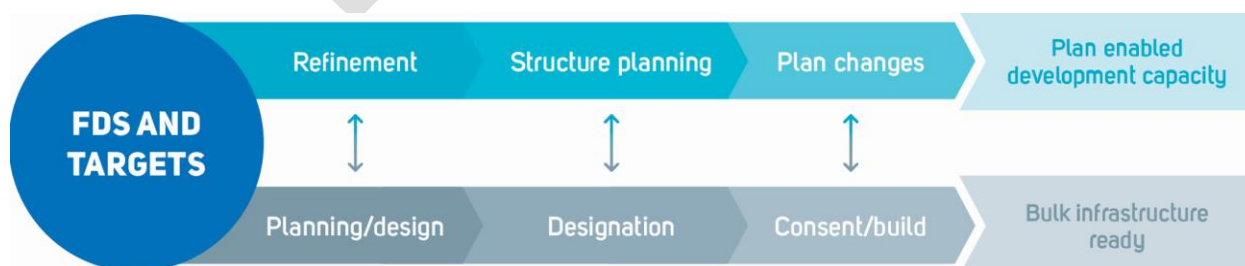 FDS AND
TARGETS
Refinement
Structure planning
Plan changes
Plan enabled
development capacity
Planning/design
Designation
Consent/build
Bulk infrastructure
ready